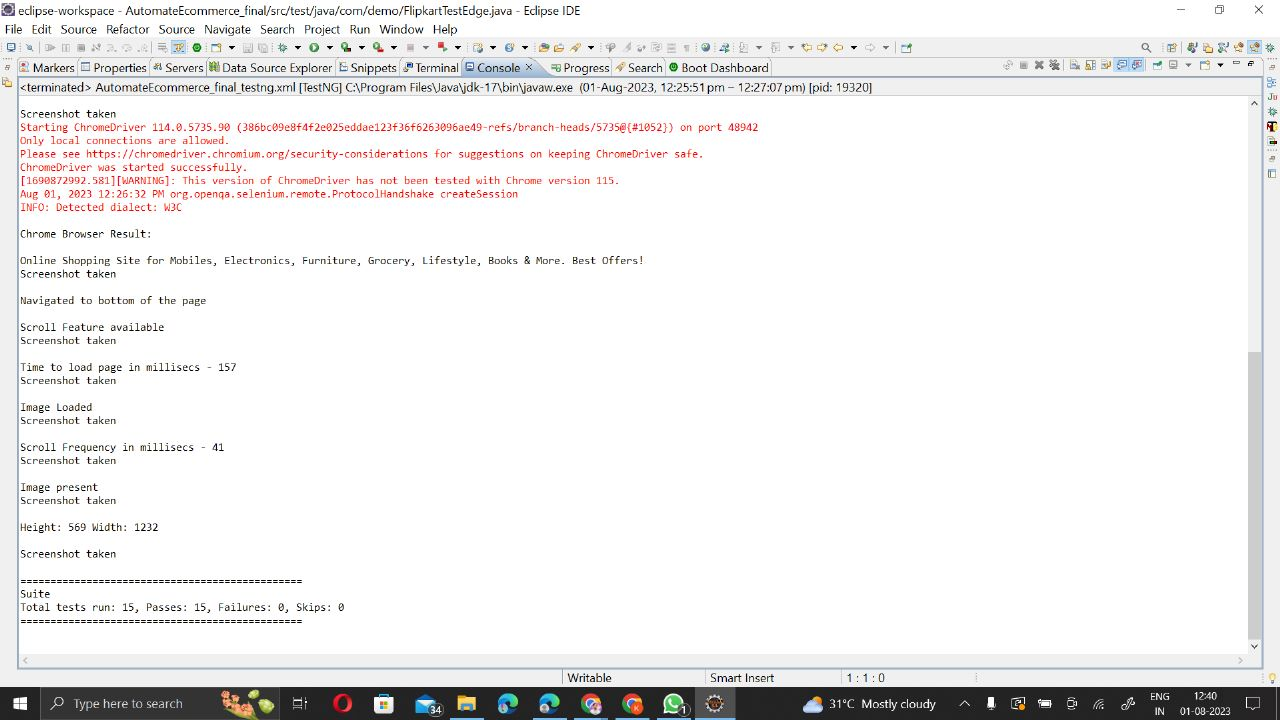 eclipse-workspace - AutomateEcommerce_final/src/test/java/com/demo/FlipkartTestEdge.java - Eclipse IDE
File Edit Source Refactor Source Navigate Search Project Run Window Help
Markers Properties Servers Data Source Explorer Snippets Terminal Console Progress Search Boot Dashboard
<terminated> AutomateEcommerce_final_testng.xml [TestNG] C:\Program Files\Java\jdk-17\bin\javaw.exe (01-Aug-2023, 12:25:51 pm – 12:27:07 pm) [pid: 19320]
Screenshot taken
Starting ChromeDriver 114.0.5735.90 (386bc09e8f4f2e025eddae123f36f6263096ae49-refs/branch-heads/5735@{#1052}) on port 48942
Only local connections are allowed.
Please see https://chromedriver.chromium.org/security-considerations for suggestions on keeping ChromeDriver safe.
ChromeDriver was started successfully.
[1690872992.581][WARNING]: This version of ChromeDriver has not been tested with Chrome version 115.
Aug 01, 2023 12:26:32 PM org.openqa.selenium.remote.ProtocolHandshake createSession
INFO: Detected dialect: W3C
Chrome Browser Result:
Online Shopping Site for Mobiles, Electronics, Furniture, Grocery, Lifestyle, Books & More. Best Offers!
Screenshot taken
Navigated to bottom of the page
Scroll Feature available
Screenshot taken
Time to load page in millisecs - 157
Screenshot taken
Image Loaded
Screenshot taken
Scroll Frequency in millisecs - 41
Screenshot taken
Image present
Screenshot taken
Height: 569 Width: 1232
Screenshot taken
===============================================
Suite
Total tests run: 15, Passes: 15, Failures: 0, Skips: 0
===============================================
Writable Smart Insert 1 : 1 : 0
Type here to search 34 1 31°C Mostly cloudy ENG 12:40
IN 01-08-2023